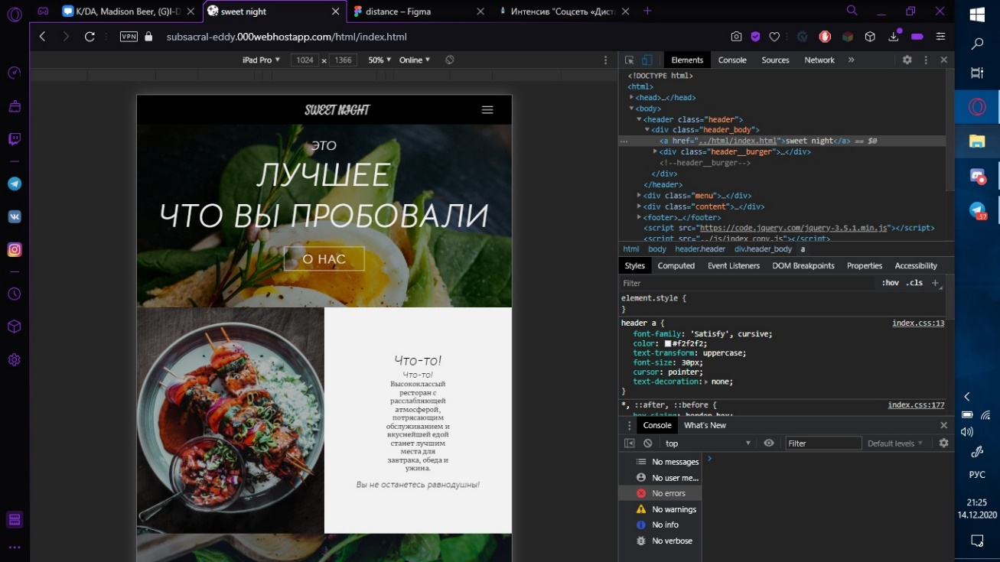 K/DA, Madison Beer, (G)I-D
sweet night
distance – Figma
Интенсив "Соцсеть «Диста
VPN
subsacral-eddy.000webhostapp.com/html/index.html
iPad Pro ▼ 1024 x 1366 50% ▼ Online ▼
Elements Console Sources Network »
SWEET NIGHT
ЭТО
ЛУЧШЕЕ
ЧТО ВЫ ПРОБОВАЛИ
О НАС
Что-то!
Что-то!
Высококлассый
ресторан с
расслабляющей
атмосферой,
потрясающим
обслуживанием и
вкуснейшей едой
станет лучшим
места для
завтрака, обеда и
ужина.
Вы не останетесь равнодушны!
<!DOCTYPE html>
<html>
<head>…</head>
<body>
<header class="header">
<div class="header_body">
<a href="../html/index.html">sweet night</a> == $0
<div class="header__burger">…</div>
<!--header__burger-->
</div>
</header>
<div class="menu">…</div>
<div class="content">…</div>
<footer>…</footer>
<script src="https://code.jquery.com/jquery-3.5.1.min.js"></script>
<script src="../js/index copy.js"></script>
html body header.header div.header_body a
Styles Computed Event Listeners DOM Breakpoints Properties Accessibility
Filter :hov .cls +
element.style {
}
header a { index.css:13
font-family: 'Satisfy', cursive;
color: #f2f2f2;
text-transform: uppercase;
font-size: 30px;
cursor: pointer;
text-decoration: none;
}
*, ::after, ::before { index.css:177
box-sizing: border-box;
Console What's New
top Filter Default levels ▼
No messages
No user me...
No errors
No warnings
No info
No verbose
57
РУС
21:25
14.12.2020